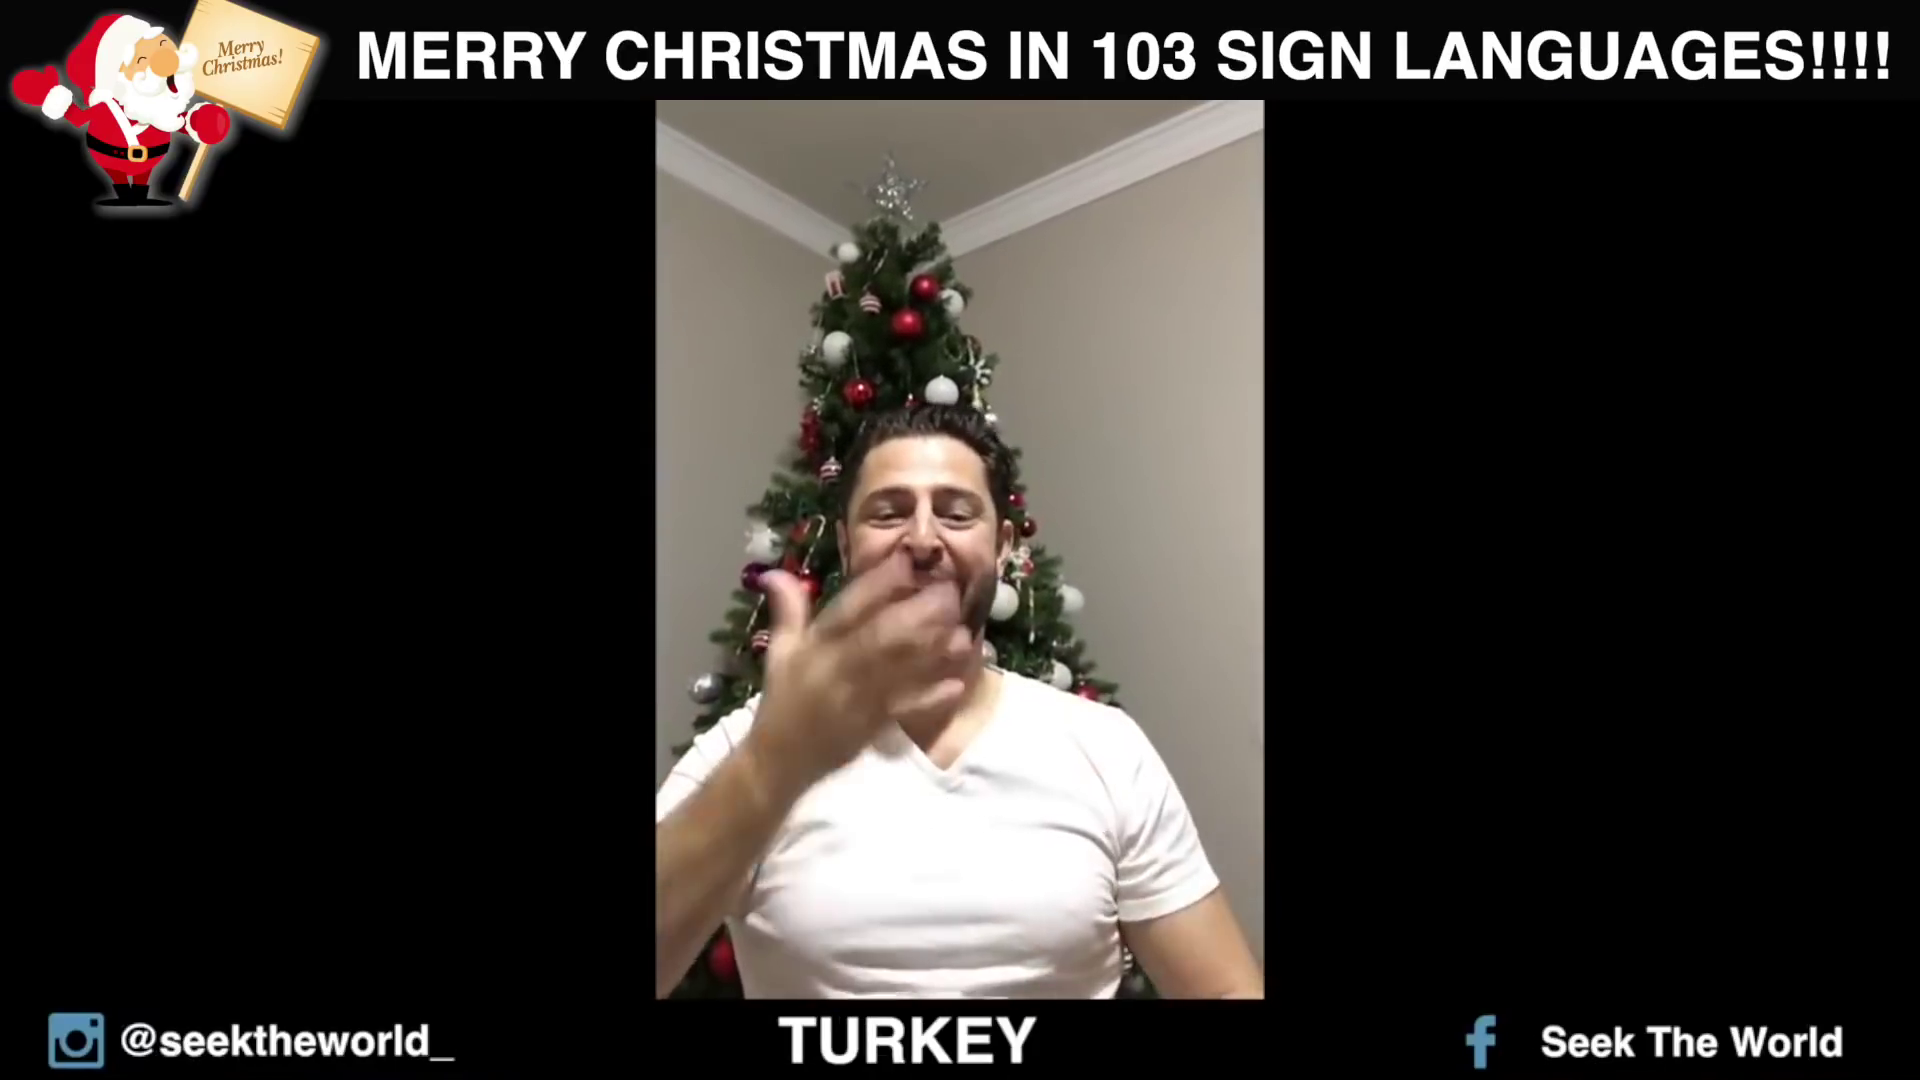 Merry
Christmas!
MERRY CHRISTMAS IN 103 SIGN LANGUAGES!!!!
@seektheworld_
TURKEY
Seek The World